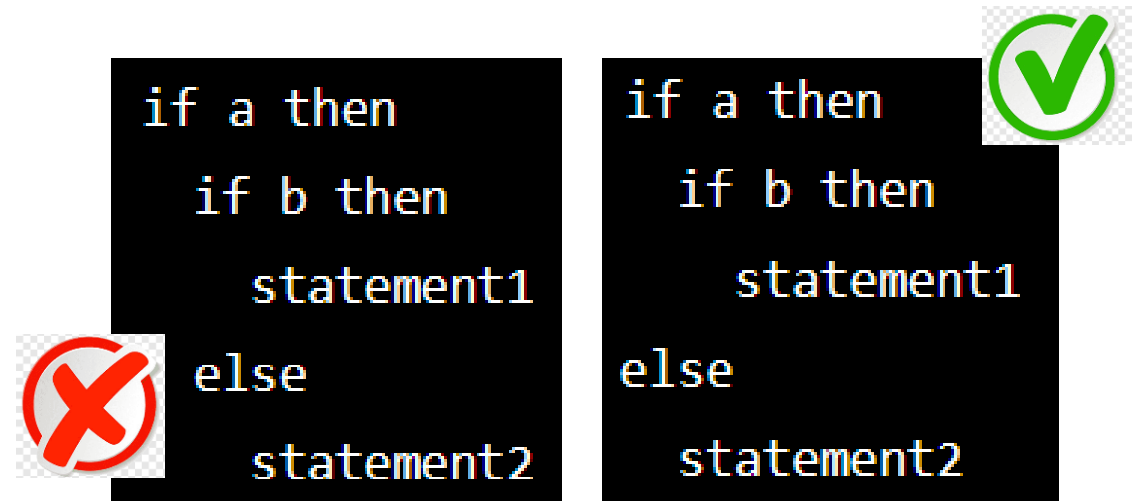 if a then
if b then
statement1
else
statement2
if a then
if b then
statement1
else
statement2